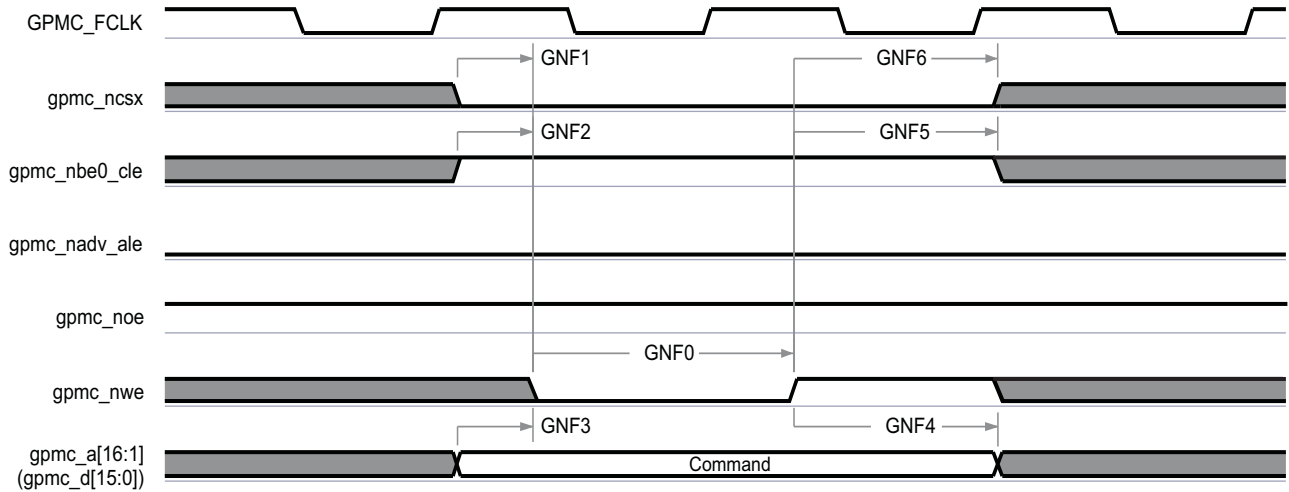 GPMC_FCLK
GNF1
GNF6
gpmc_ncsx
GNF2
GNF5
gpmc_nbe0_cle
gpmc_nadv_ale
gpmc_noe
GNF0
gpmc_nwe
GNF3
GNF4
gpmc_a[16:1]
(gpmc_d[15:0])
Command